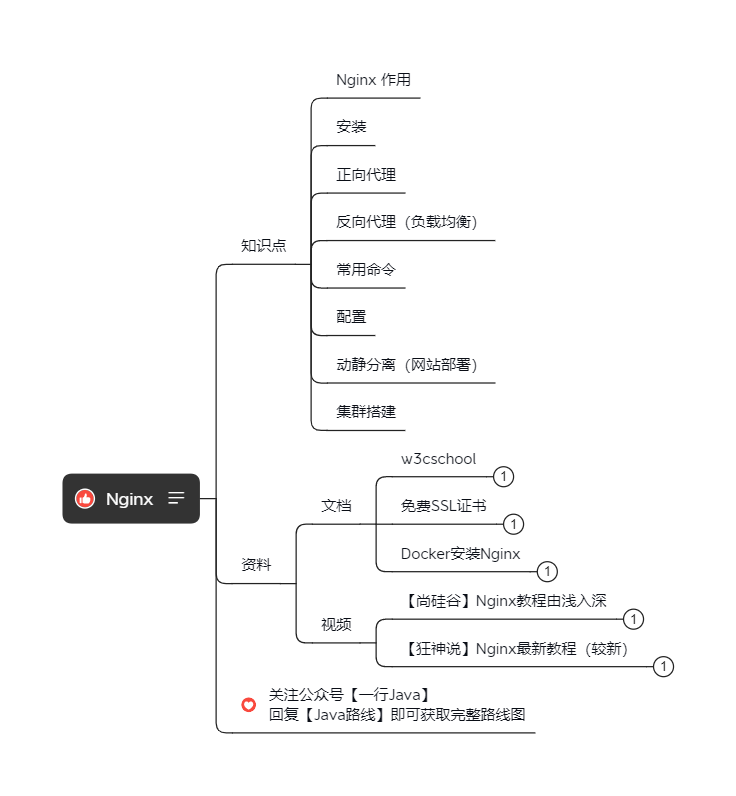 Nginx 作用
安装
正向代理
反向代理（负载均衡）
知识点
常用命令
配置
动静分离（网站部署）
集群搭建
Nginx
w3cschool
1
文档
免费SSL证书
1
Docker安装Nginx
1
资料
【尚硅谷】Nginx教程由浅入深
1
视频
【狂神说】Nginx最新教程（较新）
1
关注公众号【一行Java】
回复【Java路线】即可获取完整路线图